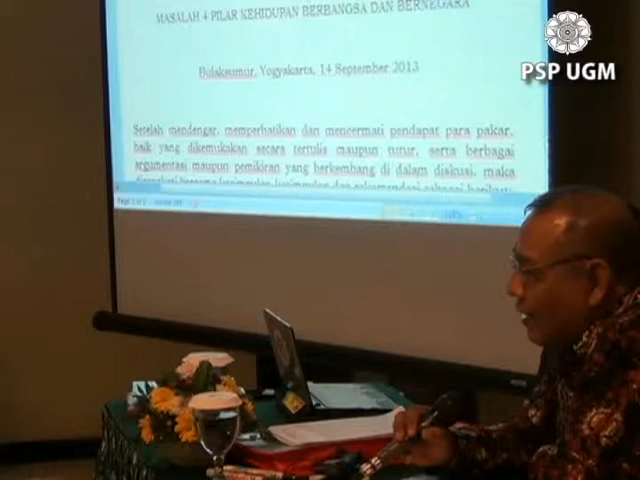 MASALAH 4 PILAR KEHIDUPAN BERBANGSA DAN BERNEGARA
PSP UGM
Bulaksumur, Yogyakarta, 14 September 2013
Setelah mendengar, memperhatikan dan mencermati pendapat para pakar,
baik yang dikemukakan secara tertulis maupun tutur, serta berbagai
argumentasi maupun pemikiran yang berkembang di dalam diskusi, maka